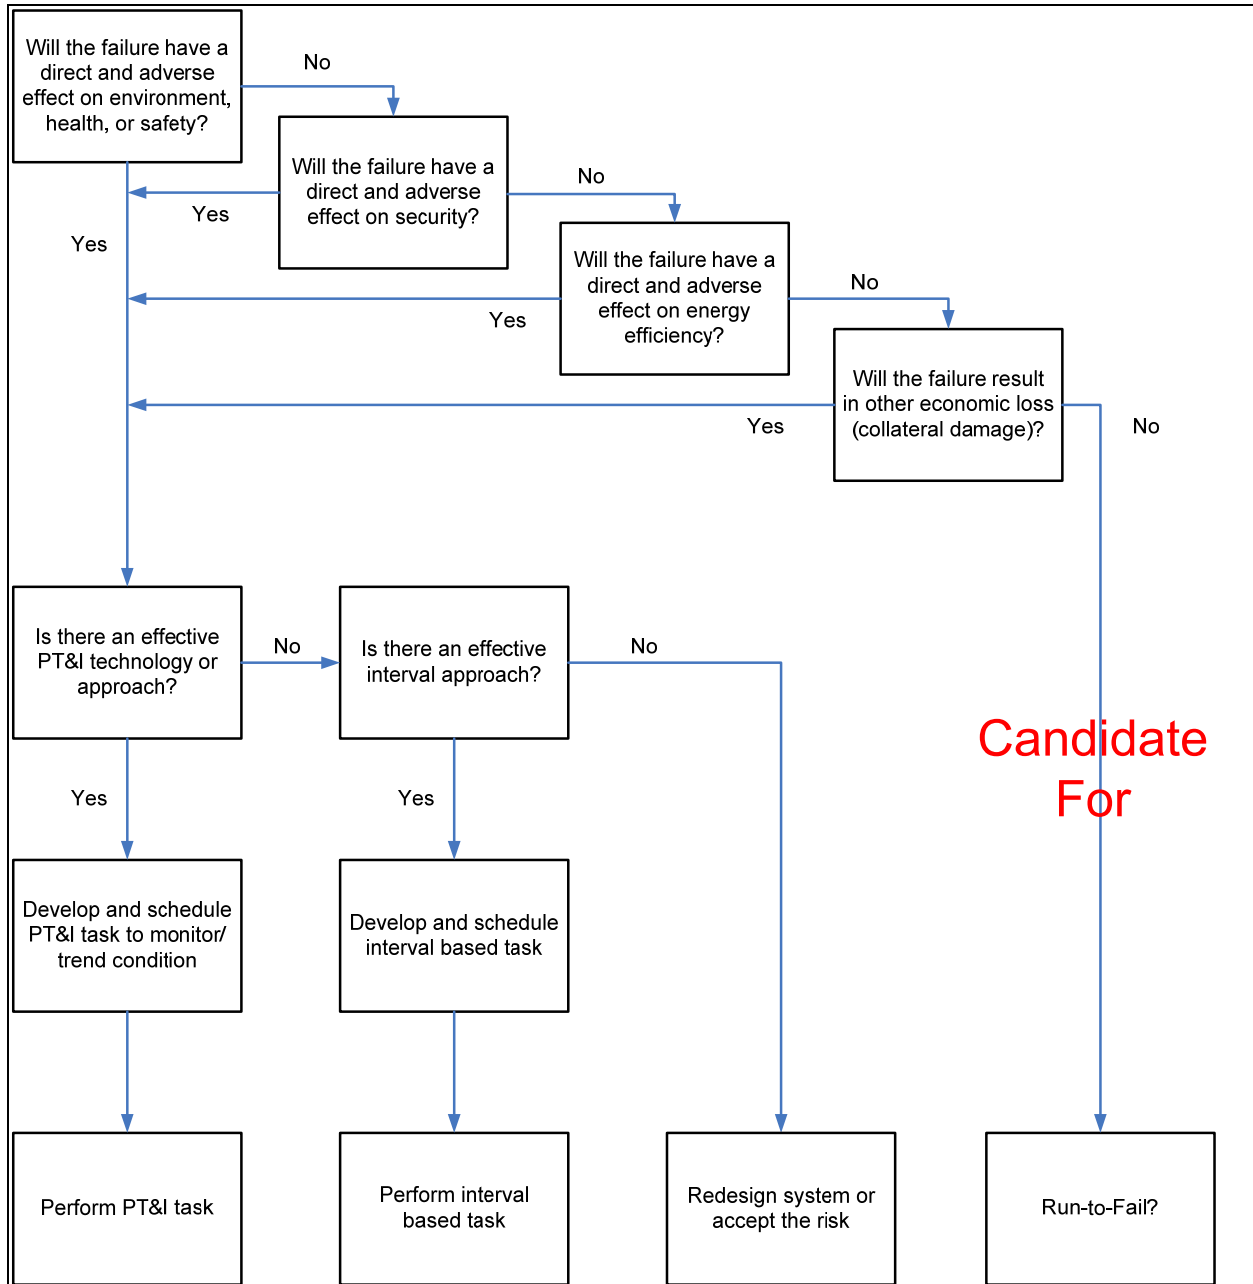 Will the failure have a
direct and adverse
effect on environment,
health, or safety?
No
Will the failure have a
direct and adverse
effect on security?
Yes
No
Yes
Will the failure have a
direct and adverse
effect on energy
efficiency?
Yes
No
Will the failure result
in other economic loss
(collateral damage)?
Yes
No
Is there an effective
PT&I technology or
approach?
No
Is there an effective
interval approach?
No
Candidate
For
Yes
Yes
Develop and schedule
PT&I task to monitor/
trend condition
Develop and schedule
interval based task
Perform PT&I task
Perform interval
based task
Redesign system or
accept the risk
Run-to-Fail?